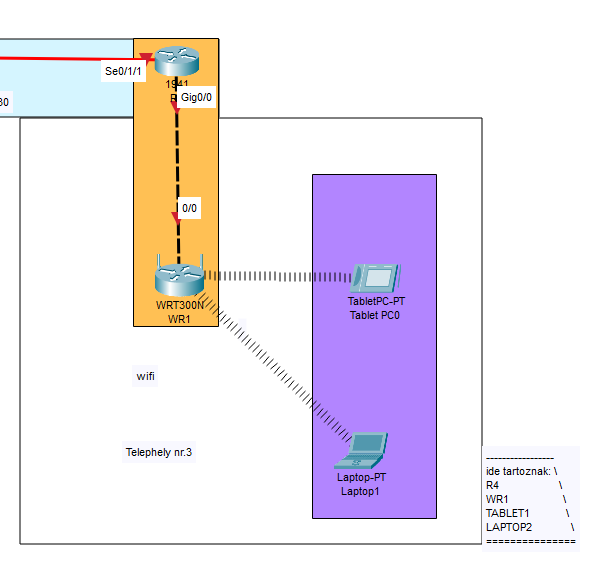 Se0/1/1
1941
Gig0/0
30
0/0
WRT300N
WR1
TabletPC-PT
Tablet PC0
wifi
Telephely nr.3
Laptop-PT
Laptop1
-----------------
ide tartoznak: \
R4 \
WR1 \
TABLET1 \
LAPTOP2 \
===============